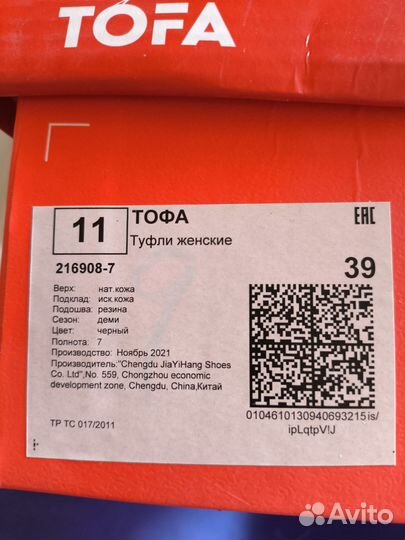 TOFA
11
ТОФА
Туфли женские
EAC
216908-7
39
Верх: нат.кожа
Подклад: иск.кожа
Подошва: резина
Сезон: деми
Цвет: черный
Полнота: 7
Производство: Ноябрь 2021
Производитель:"Chengdu JiaYiHang Shoes
Co. Ltd",No. 559, Chongzhou economic
development zone, Chengdu, China,Китай
0104610130940693215is/
ipLqtpV!J
ТР ТС 017/2011
Avito